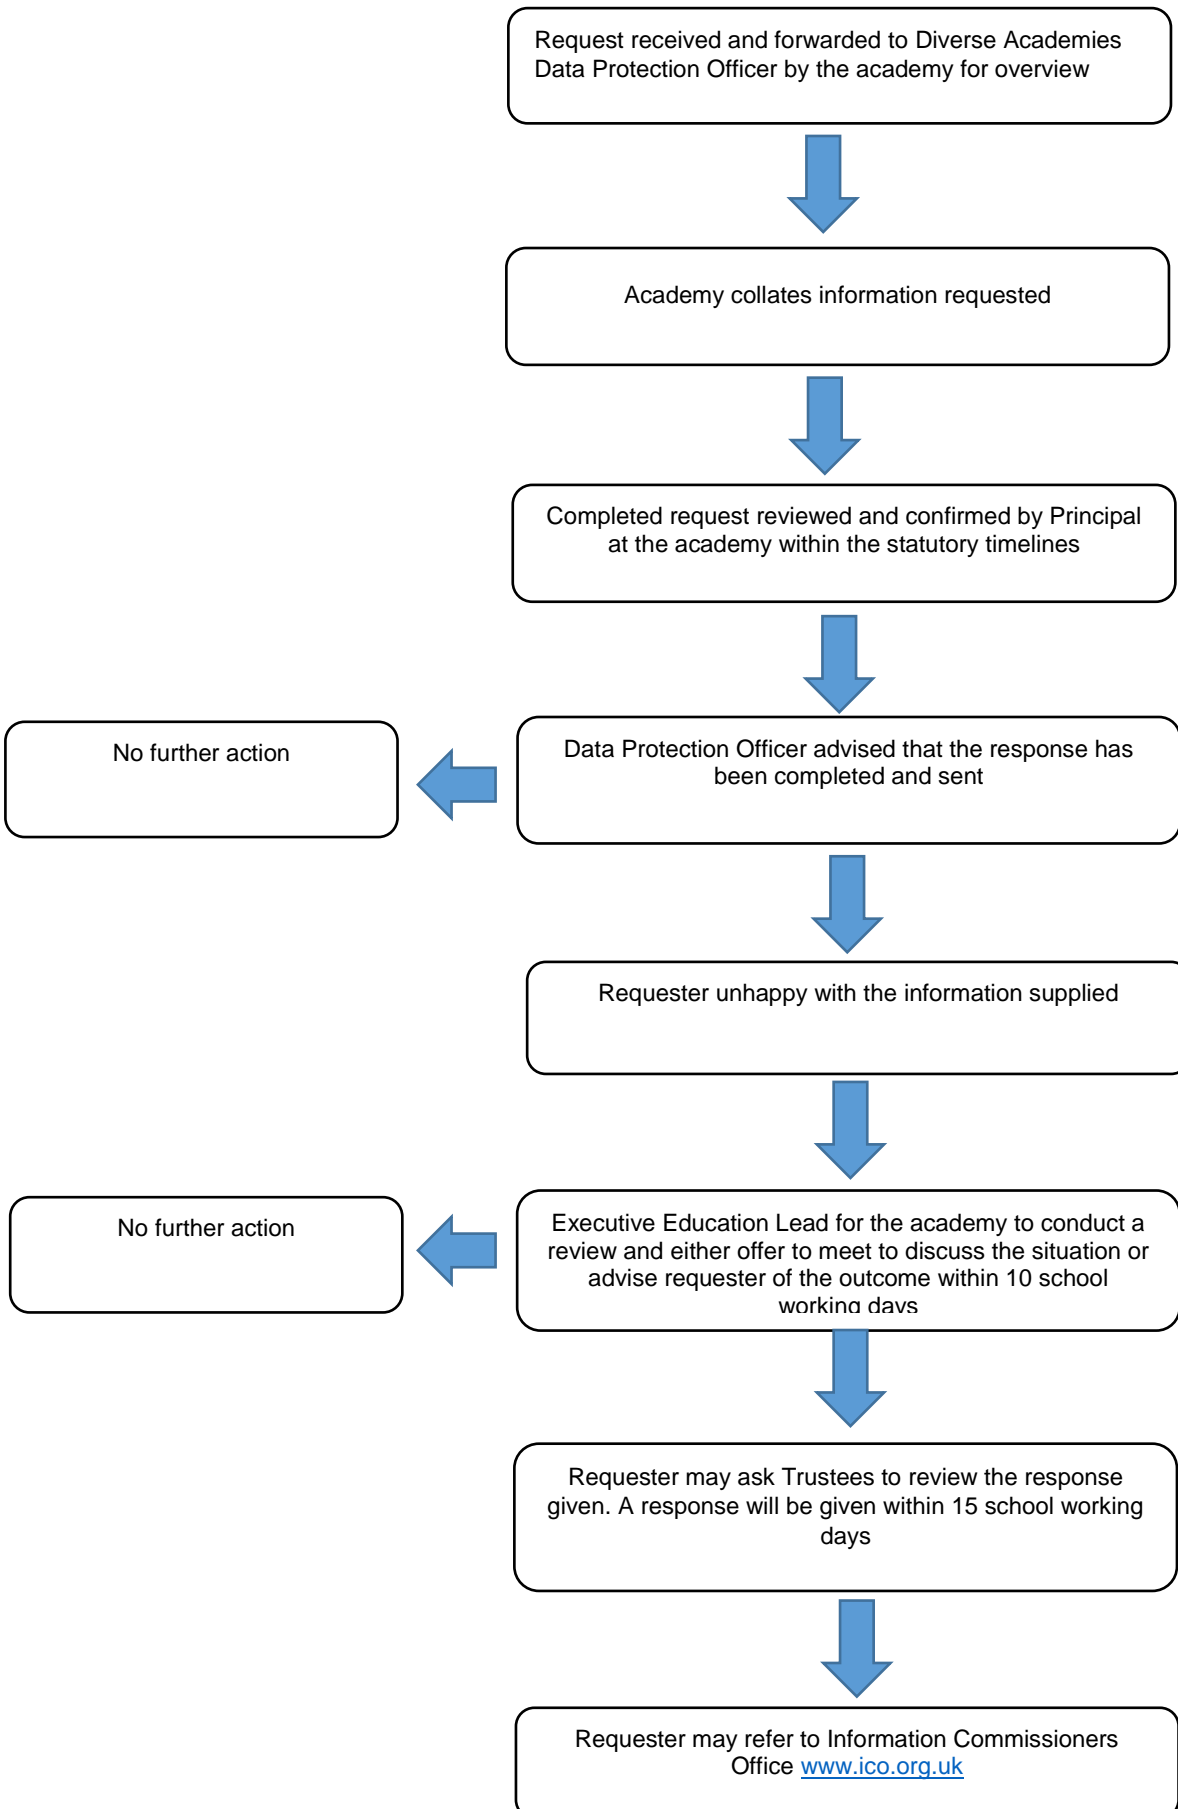 Request received and forwarded to Diverse Academies
Data Protection Officer by the academy for overview
Academy collates information requested
Completed request reviewed and confirmed by Principal
at the academy within the statutory timelines
No further action
Data Protection Officer advised that the response has
been completed and sent
Requester unhappy with the information supplied
No further action
Executive Education Lead for the academy to conduct a
review and either offer to meet to discuss the situation or
advise requester of the outcome within 10 school
working days
Requester may ask Trustees to review the response
given. A response will be given within 15 school working
days
Requester may refer to Information Commissioners
Office www.ico.org.uk